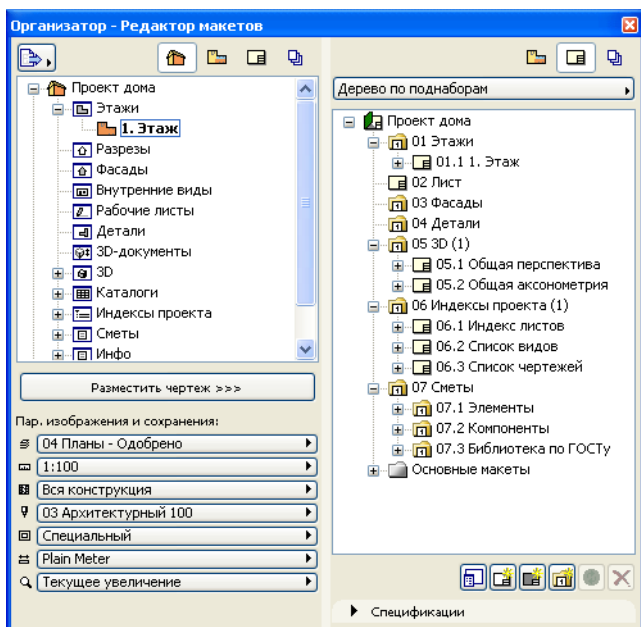 Организатор - Редактор макетов
Проект дома
Этажи
1. Этаж
Разрезы
Фасады
Внутренние виды
Рабочие листы
Детали
3D-документы
3D
Каталоги
Индексы проекта
Сметы
Инфо
Разместить чертеж >>>
Пар. изображения и сохранения:
04 Планы - Одобрено
1:100
Вся конструкция
03 Архитектурный 100
Специальный
Plain Meter
Текущее увеличение
Дерево по поднаборам
Проект дома
01 Этажи
01.1 1. Этаж
02 Лист
03 Фасады
04 Детали
05 3D (1)
05.1 Общая перспектива
05.2 Общая аксонометрия
06 Индексы проекта (1)
06.1 Индекс листов
06.2 Список видов
06.3 Список чертежей
07 Сметы
07.1 Элементы
07.2 Компоненты
07.3 Библиотека по ГОСТу
Основные макеты
Спецификации